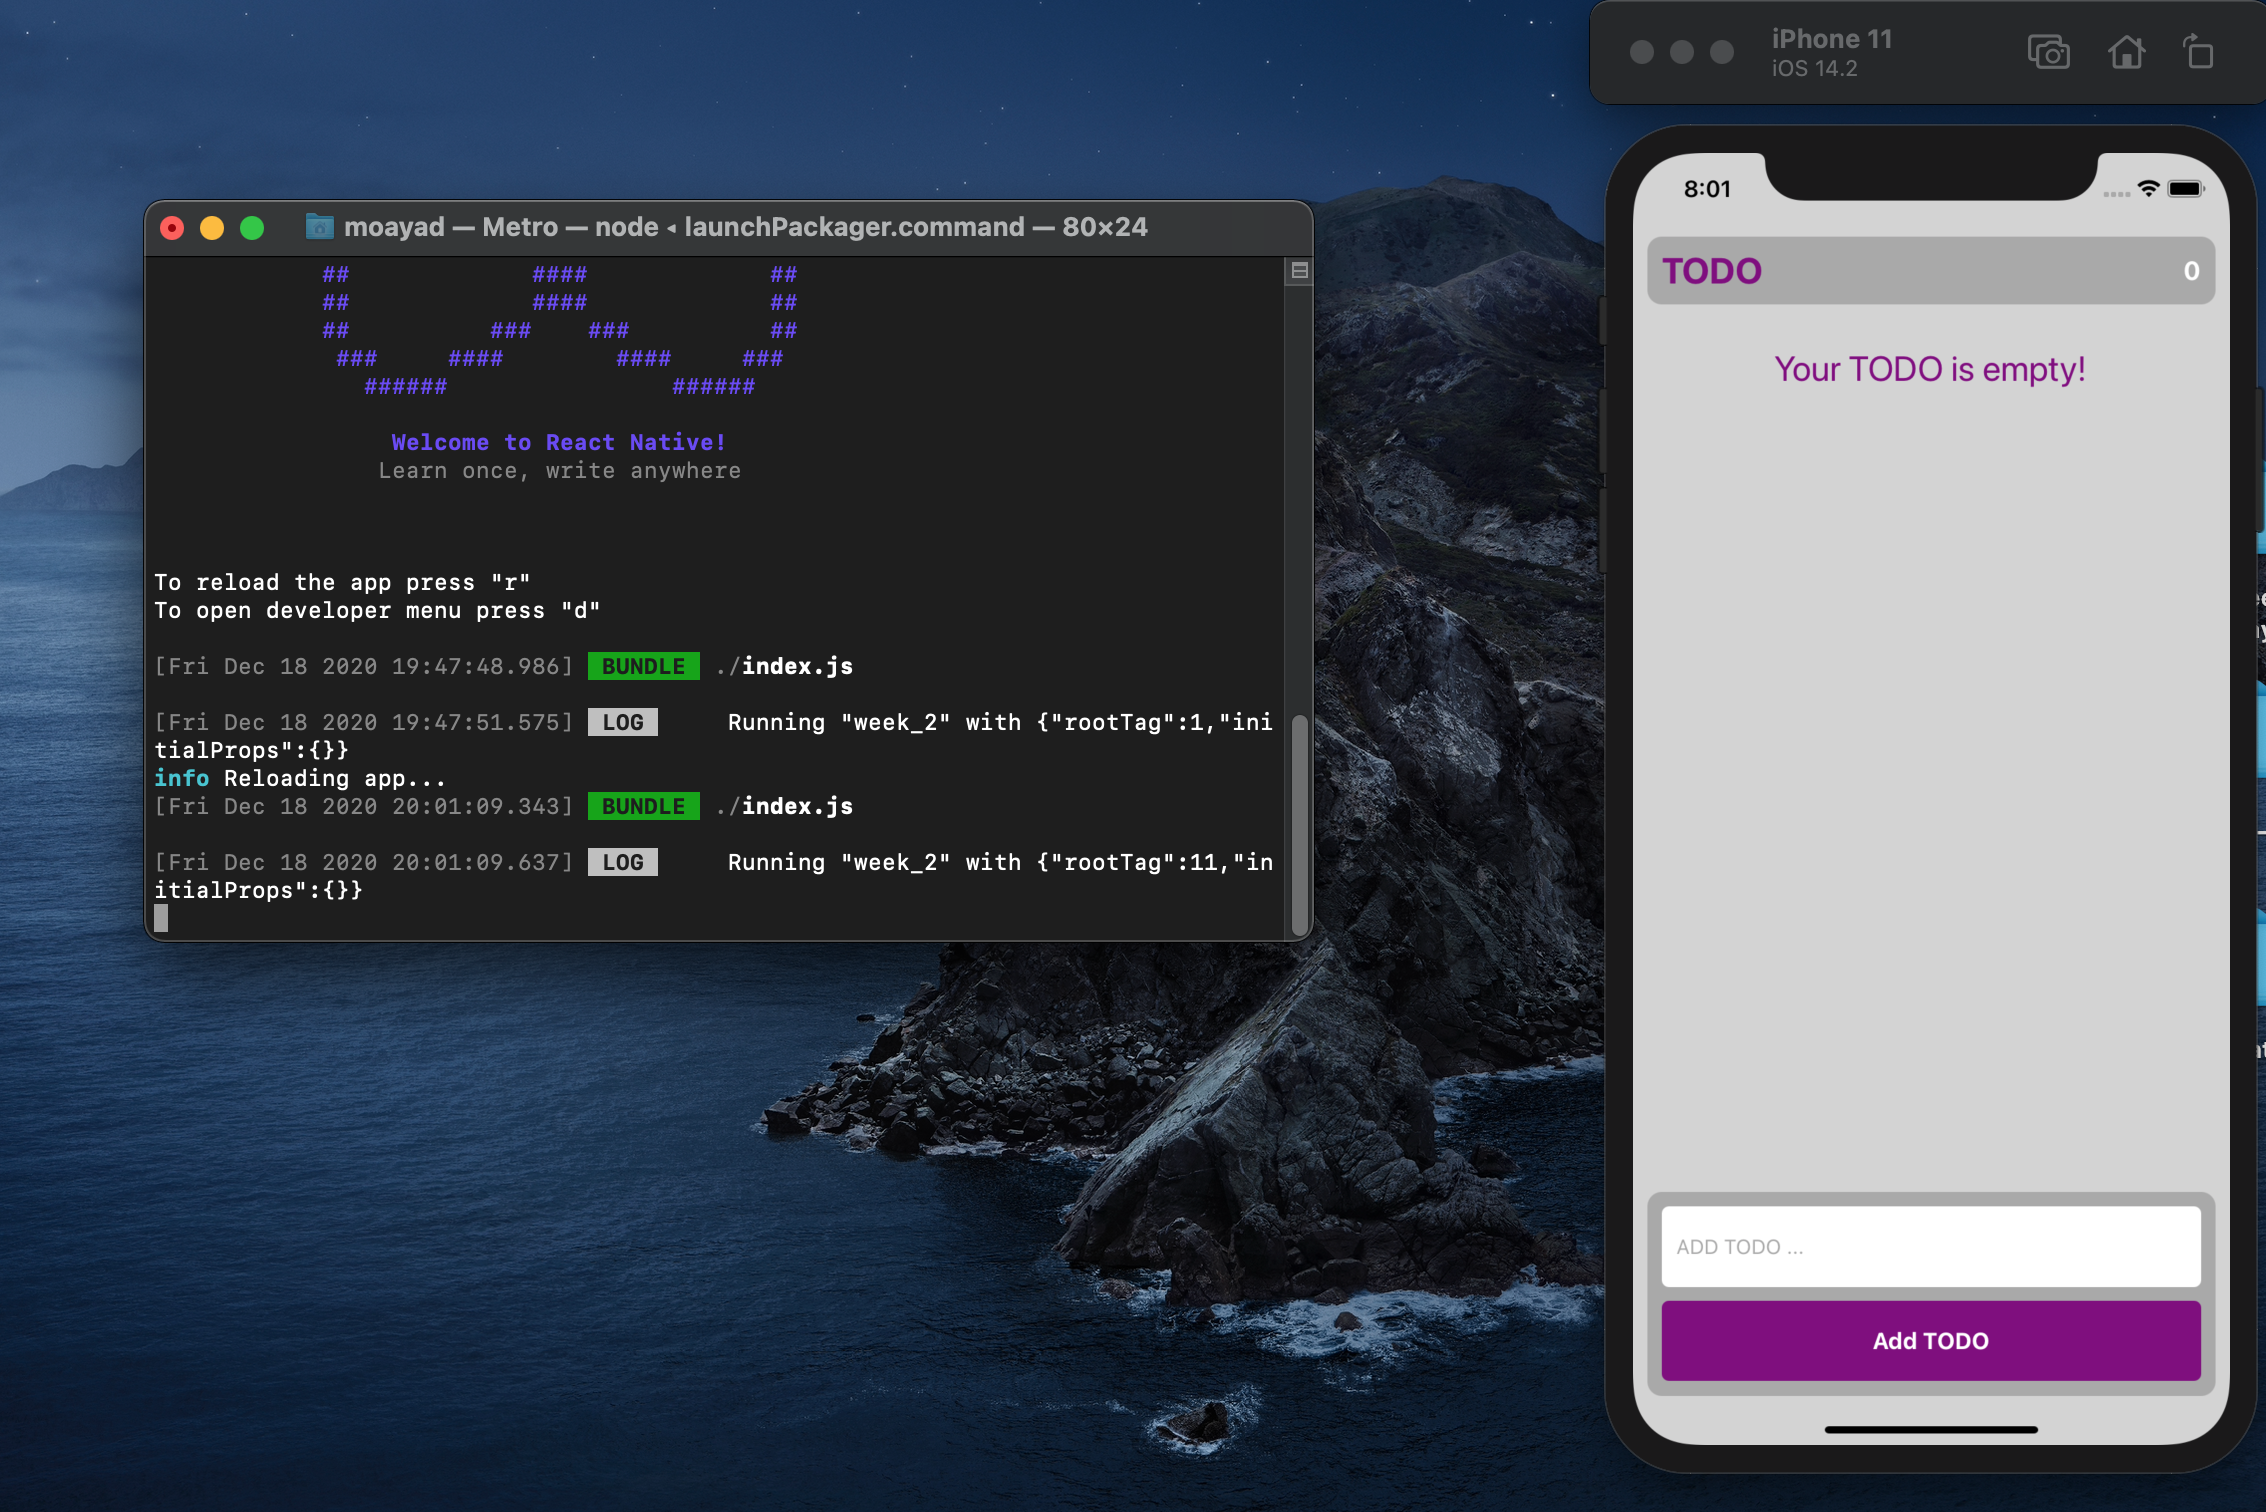 moayad — Metro — node ◂ launchPackager.command — 80×24
## #### ##
## #### ##
## ### ### ##
### #### #### ###
###### ######
Welcome to React Native!
Learn once, write anywhere
To reload the app press "r"
To open developer menu press "d"
[Fri Dec 18 2020 19:47:48.986] BUNDLE ./index.js
[Fri Dec 18 2020 19:47:51.575] LOG Running "week_2" with {"rootTag":1,"ini
tialProps":{}}
info Reloading app...
[Fri Dec 18 2020 20:01:09.343] BUNDLE ./index.js
[Fri Dec 18 2020 20:01:09.637] LOG Running "week_2" with {"rootTag":11,"in
itialProps":{}}
iPhone 11
iOS 14.2
8:01
TODO 0
Your TODO is empty!
ADD TODO ...
Add TODO